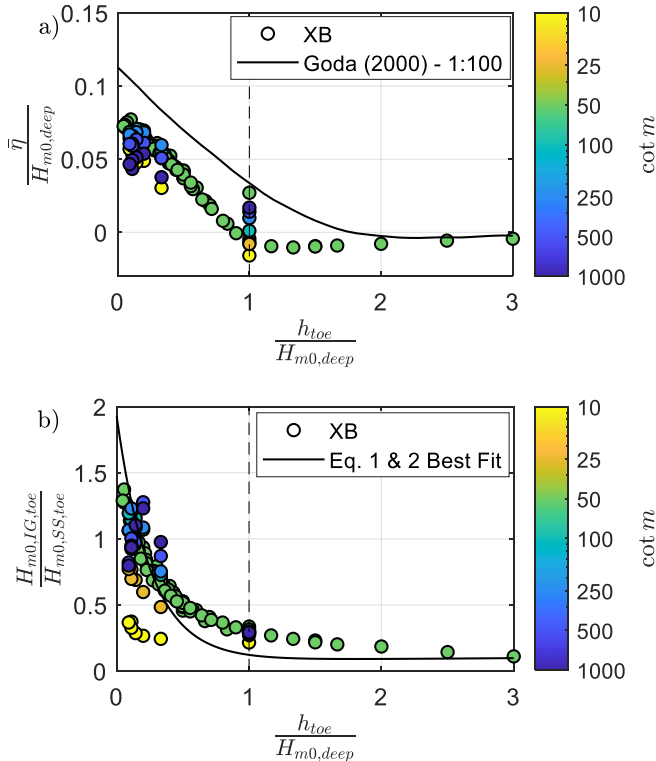 a)
0.15
0.1
0.05
0
η̄
H_{m0,deep}
XB
Goda (2000) - 1:100
0 1 2 3
h_{toe}
H_{m0,deep}
10
25
50
100
250
500
1000
cot m
b)
2
1.5
1
0.5
0
H_{m0,IG,toe}
H_{m0,SS,toe}
XB
Eq. 1 & 2 Best Fit
0 1 2 3
h_{toe}
H_{m0,deep}
10
25
50
100
250
500
1000
cot m